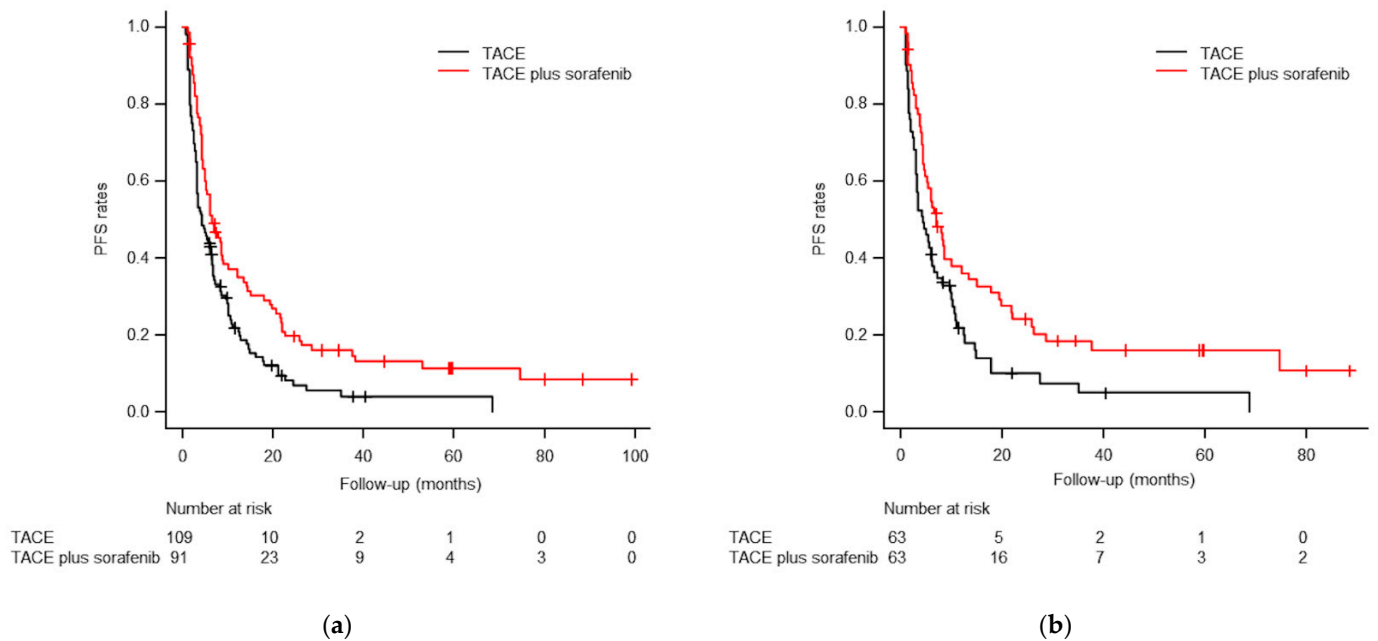 TACE
TACE plus sorafenib
PFS rates
1.0
0.8
0.6
0.4
0.2
0.0
0 20 40 60 80 100
Follow-up (months)
Number at risk
TACE 109 10 2 1 0 0
TACE plus sorafenib 91 23 9 4 3 0
(a)
TACE
TACE plus sorafenib
PFS rates
1.0
0.8
0.6
0.4
0.2
0.0
0 20 40 60 80
Follow-up (months)
Number at risk
TACE 63 5 2 1 0
TACE plus sorafenib 63 16 7 3 2
(b)